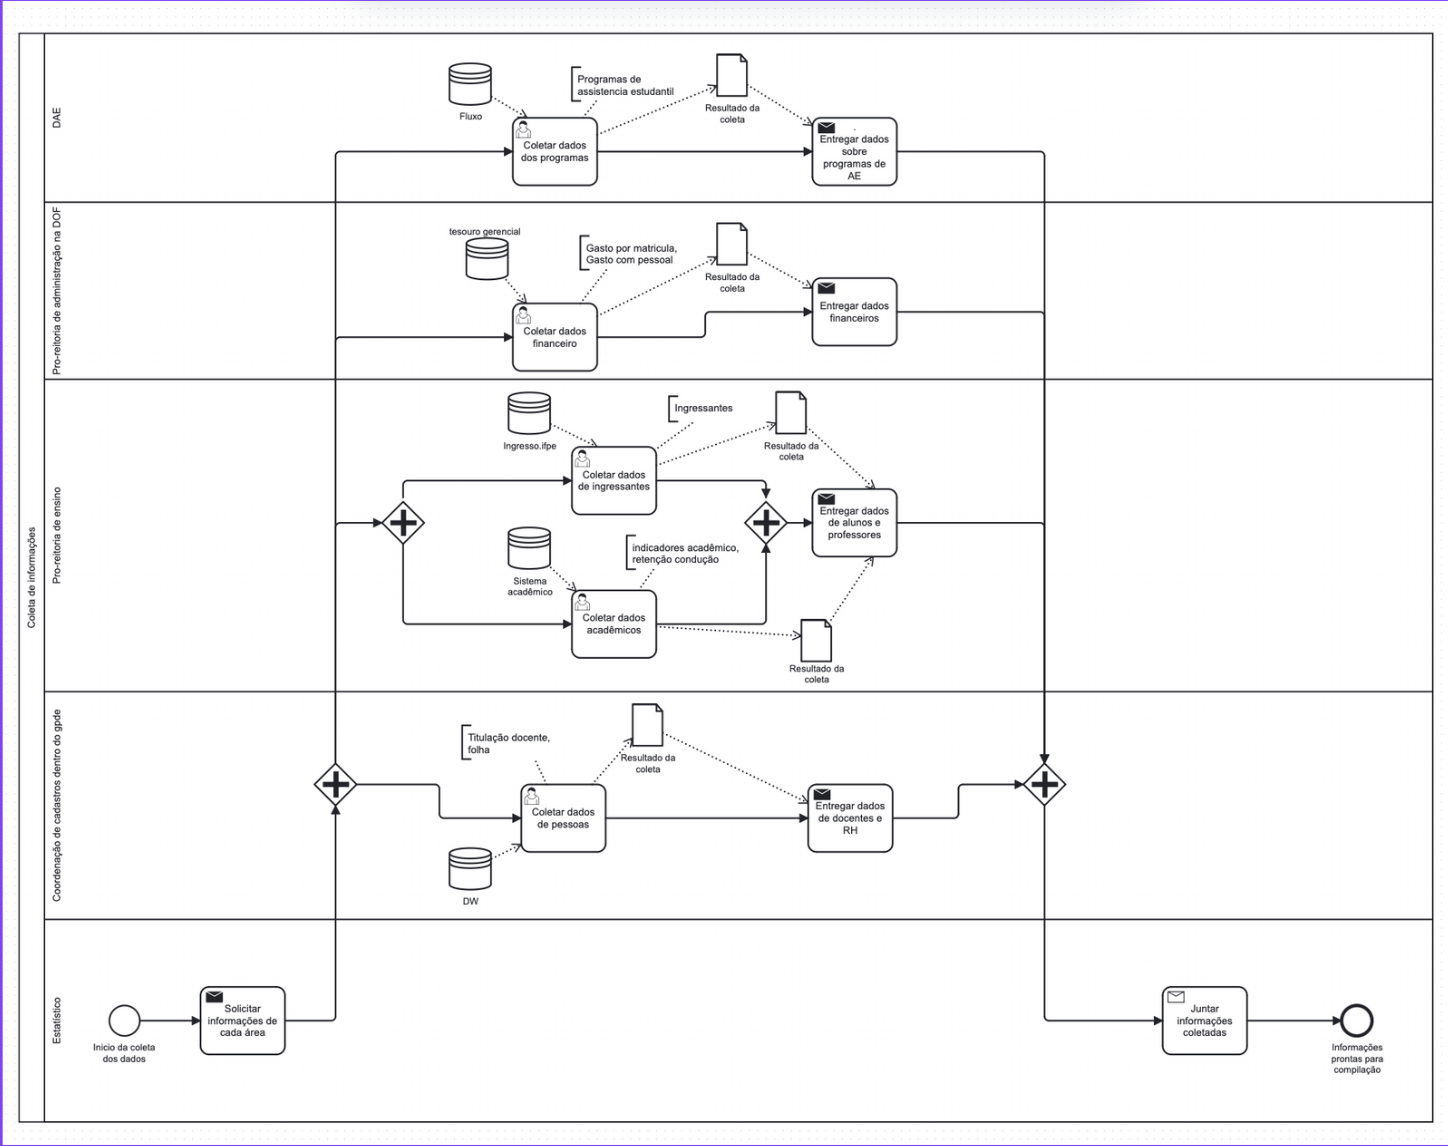 Coleta de informações
DAE
Fluxo
Programas de
assistencia estudantil
Coletar dados
dos programas
Resultado da
coleta
Entregar dados
sobre
programas de
AE
Pro-reitoria de administração na DOF
tesouro gerencial
Gasto por matricula,
Gasto com pessoal
Coletar dados
financeiro
Resultado da
coleta
Entregar dados
financeiros
Pro-reitoria de ensino
Ingresso.ifpe
Ingressantes
Coletar dados
de ingressantes
Resultado da
coleta
Entregar dados
de alunos e
professores
Sistema
acadêmico
indicadores acadêmico,
retenção condução
Coletar dados
acadêmicos
Resultado da
coleta
Coordenação de cadastros dentro do gpde
Titulação docente,
folha
Resultado da
coleta
Coletar dados
de pessoas
Entregar dados
de docentes e
RH
DW
Estatístico
Inicio da coleta
dos dados
Solicitar
informações de
cada área
Juntar
informações
coletadas
Informações
prontas para
compilação